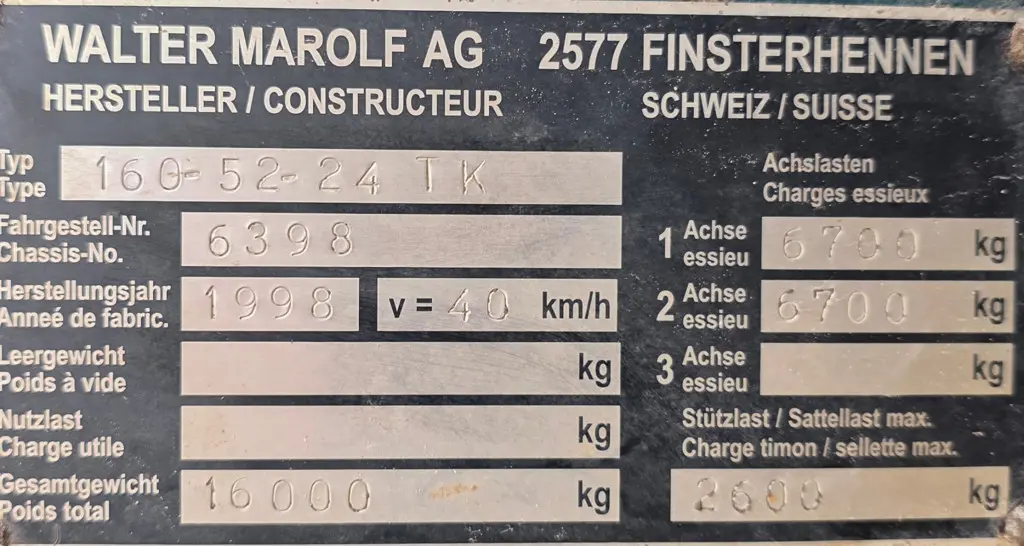 WALTER MAROLF AG 2577 FINSTERHENNEN
HERSTELLER / CONSTRUCTEUR SCHWEIZ / SUISSE
Typ
Type 160-52-24 TK
Achslasten
Charges essieux
Fahrgestell-Nr.
Chassis-No. 6398
1 Achse
essieu 6700 kg
Herstellungsjahr
Anneé de fabric. 1998 v = 40 km/h
2 Achse
essieu 6700 kg
Leergewicht
Poids à vide kg
3 Achse
essieu kg
Nutzlast
Charge utile kg
Stützlast / Sattellast max.
Charge timon / sellette max.
Gesamtgewicht
Poids total 16000 kg
2600 kg